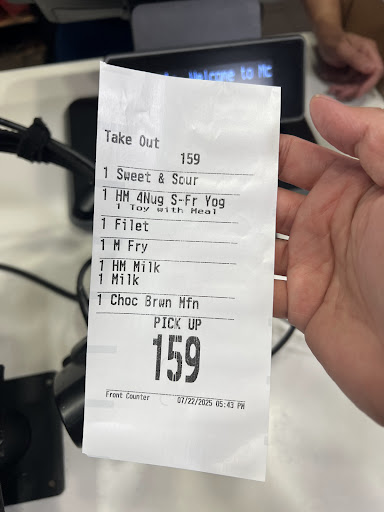 Welcome to Mc
Take Out
159
1 Sweet & Sour
1 HM 4Nug S-Fr Yog
1 Toy with Meal
1 Filet
1 M Fry
1 HM Milk
1 Milk
1 Choc Brwn Mfn
PICK UP
159
Front Counter 07/22/2025 05:43 PM